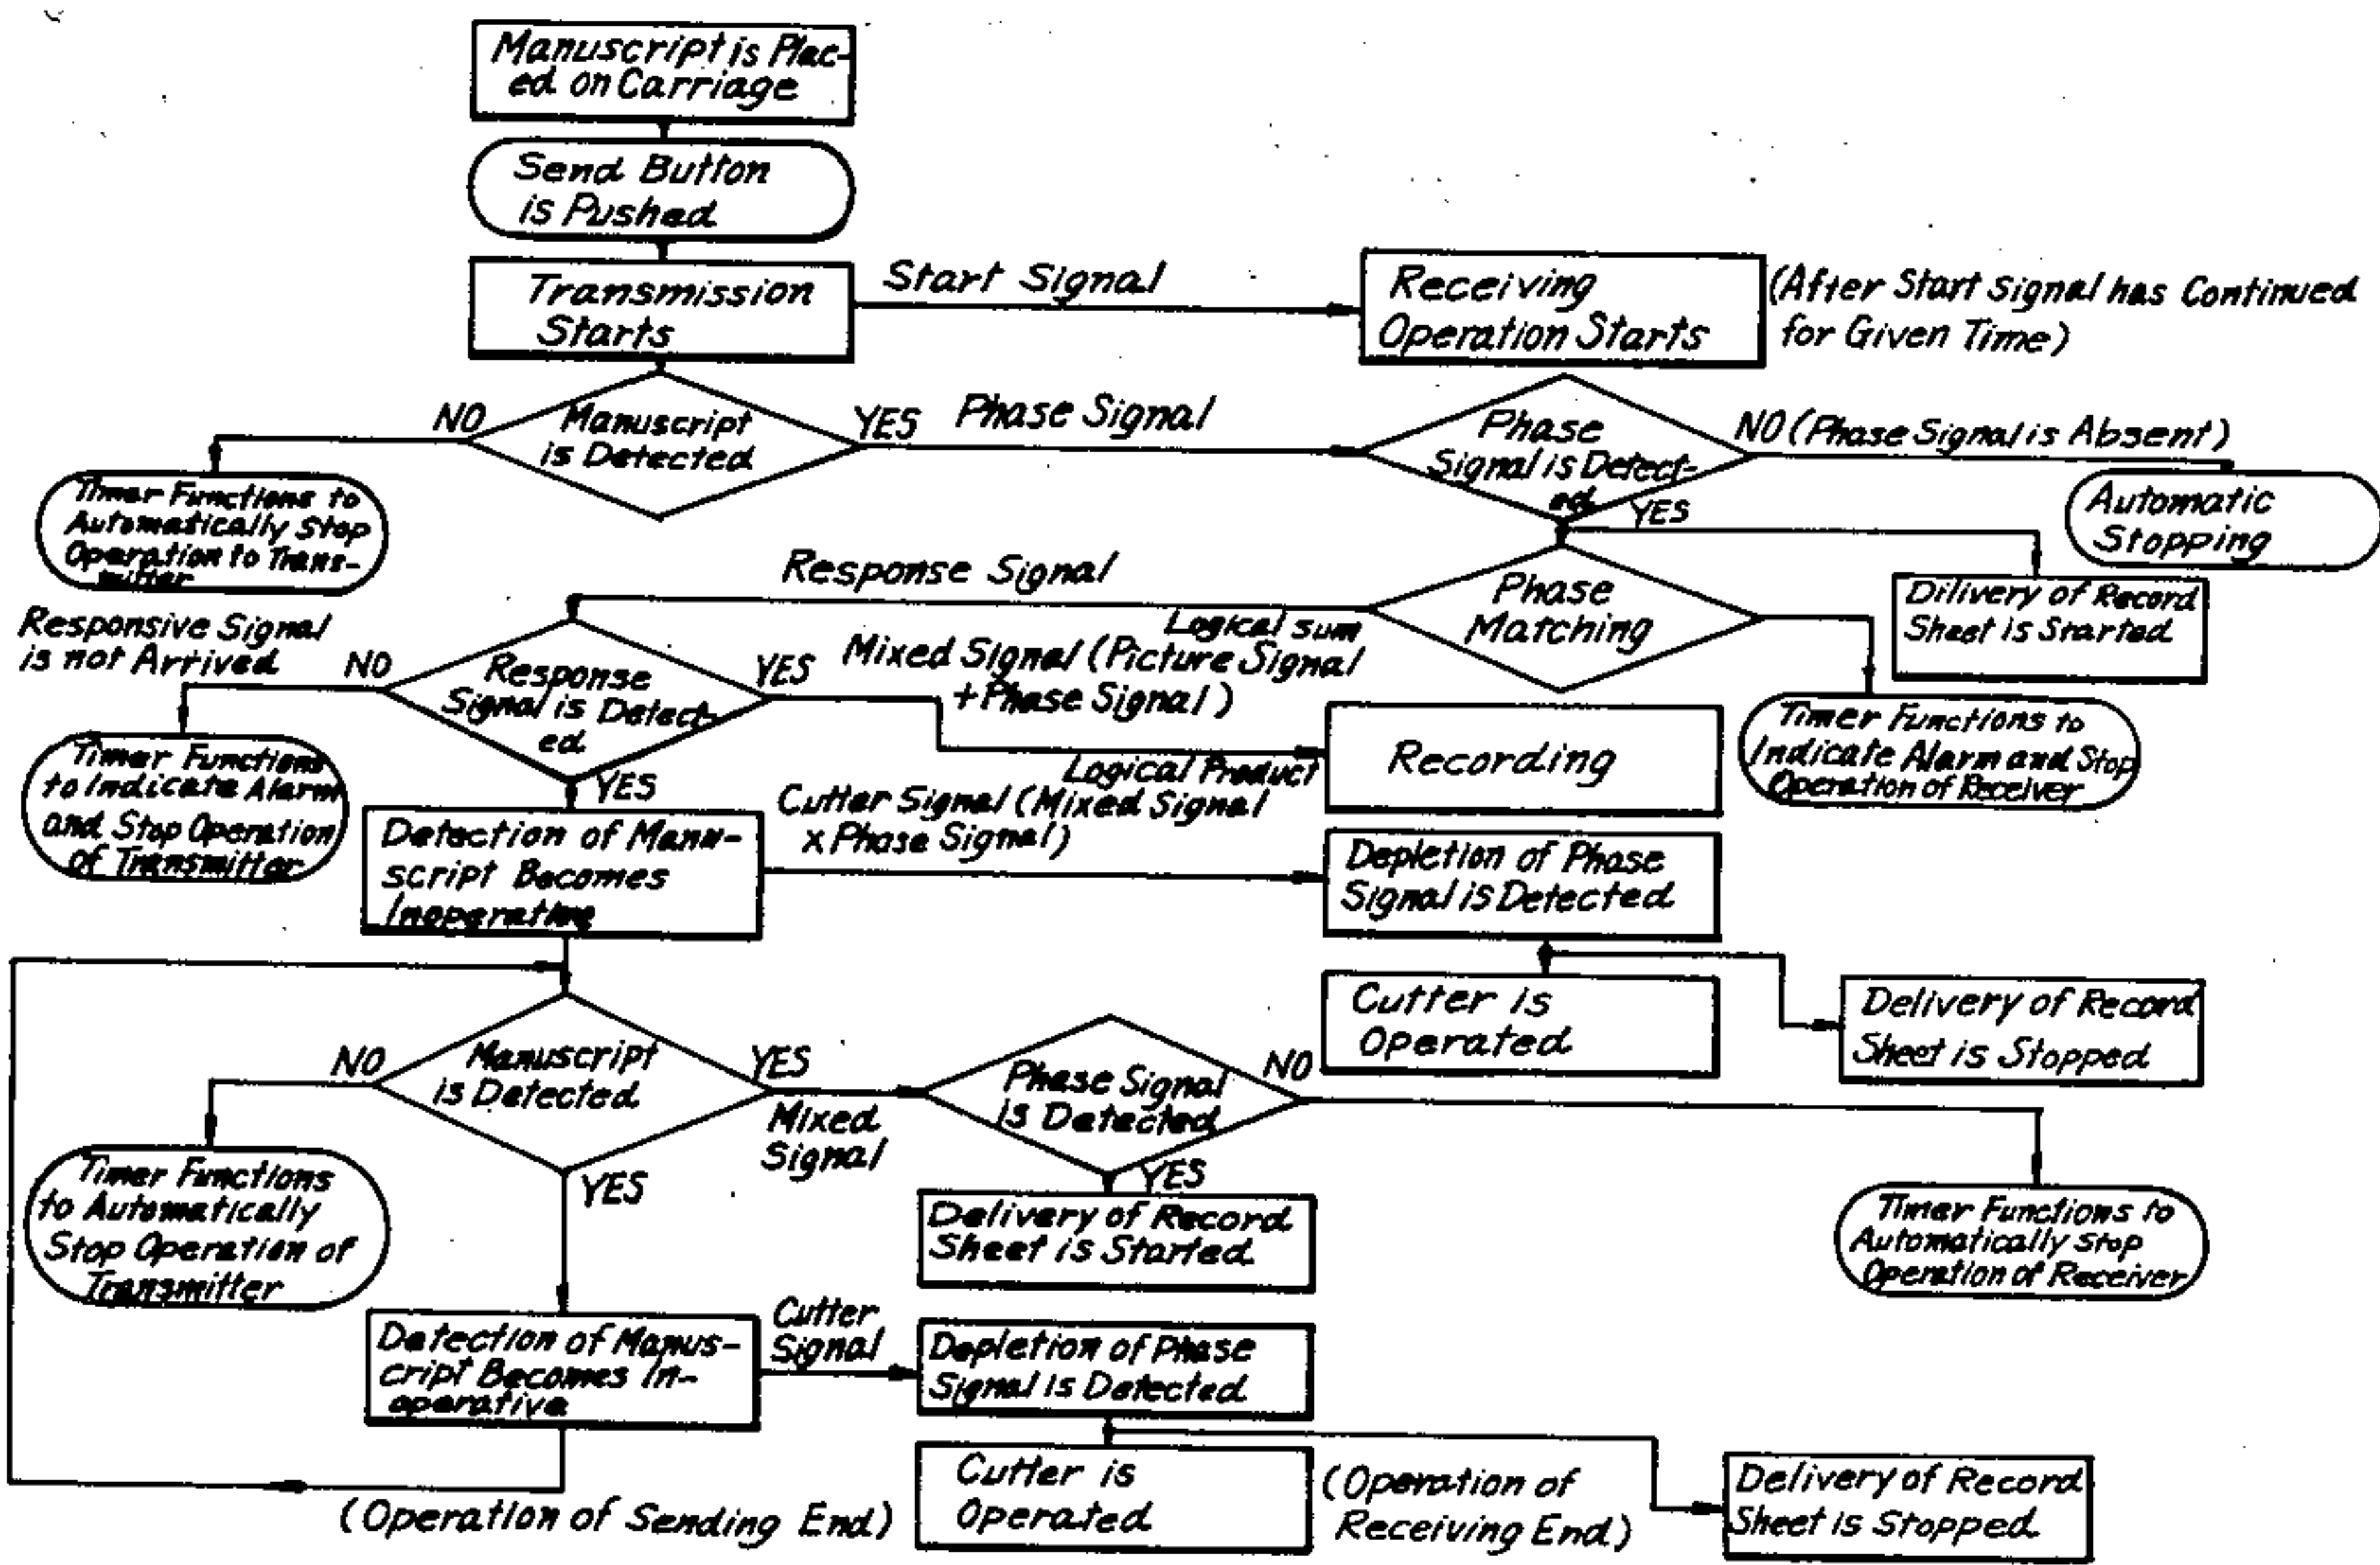 Manuscript is Plac-
ed on Carriage
Send Button
is Pushed
Transmission
Starts
Start Signal
Receiving
Operation Starts
(After Start Signal has Continued
for Given Time)
NO
Manuscript
is Detected
YES
Phase Signal
Phase
Signal is Detect-
ed
NO (Phase Signal is Absent)
YES
Automatic
Stopping
Timer Functions to
Automatically Stop
Operation to Trans-
mitter
Response Signal
Phase
Matching
Dilivery of Record
Sheet is Started
Responsive Signal
is not Arrived
NO
Response
Signal is Detect-
ed
YES
Logical sum
Mixed Signal (Picture Signal
+Phase Signal)
Timer Functions to
Indicate Alarm and Stop
Operation of Receiver
Recording
Timer Functions
to Indicate Alarm
and Stop Operation
of Transmitter
YES
Logical Product
Cutter Signal (Mixed Signal
x Phase Signal)
Detection of Manu-
script Becomes
Inoperative
Depletion of Phase
Signal is Detected
Cutter is
Operated
Delivery of Record
Sheet is Stopped
NO
Manuscript
is Detected
YES
Mixed
Signal
Phase Signal
is Detected
NO
YES
YES
Timer Functions
to Automatically
Stop Operation of
Transmitter
Delivery of Record
Sheet is Started
Timer Functions to
Automatically Stop
Operation of Receiver
Detection of Manus-
cript Becomes In-
operative
Cutter
Signal
Depletion of Phase
Signal is Detected
Cutter is
Operated
(Operation of Sending End)
(Operation of
Receiving End)
Delivery of Record
Sheet is Stopped